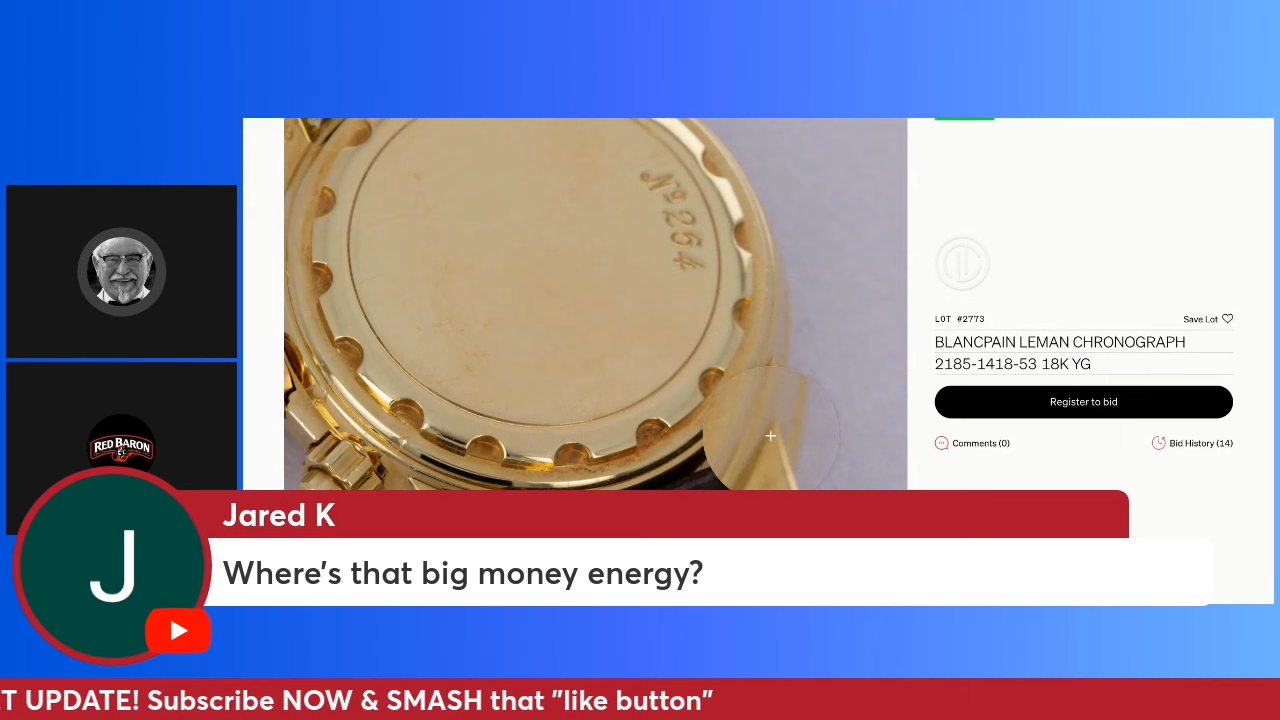 Nº264
LOT #2773
Save Lot
BLANCPAIN LEMAN CHRONOGRAPH
2185-1418-53 18K YG
Register to bid
Comments (0)
Bid History (14)
RED BARON
J
Jared K
Where's that big money energy?
T UPDATE! Subscribe NOW & SMASH that "like button"